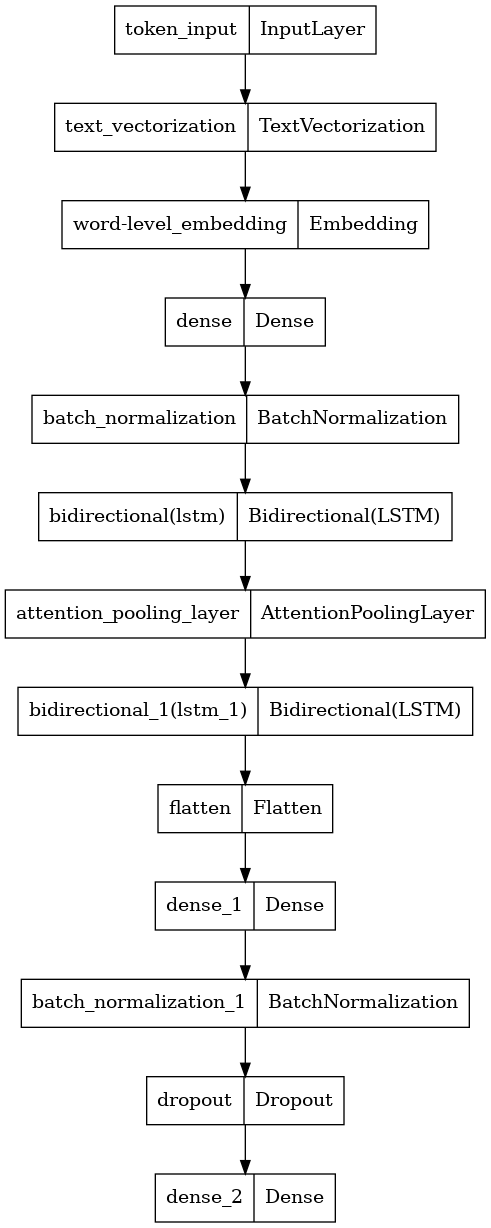 token_input InputLayer
text_vectorization TextVectorization
word-level_embedding Embedding
dense Dense
batch_normalization BatchNormalization
bidirectional(lstm) Bidirectional(LSTM)
attention_pooling_layer AttentionPoolingLayer
bidirectional_1(lstm_1) Bidirectional(LSTM)
flatten Flatten
dense_1 Dense
batch_normalization_1 BatchNormalization
dropout Dropout
dense_2 Dense